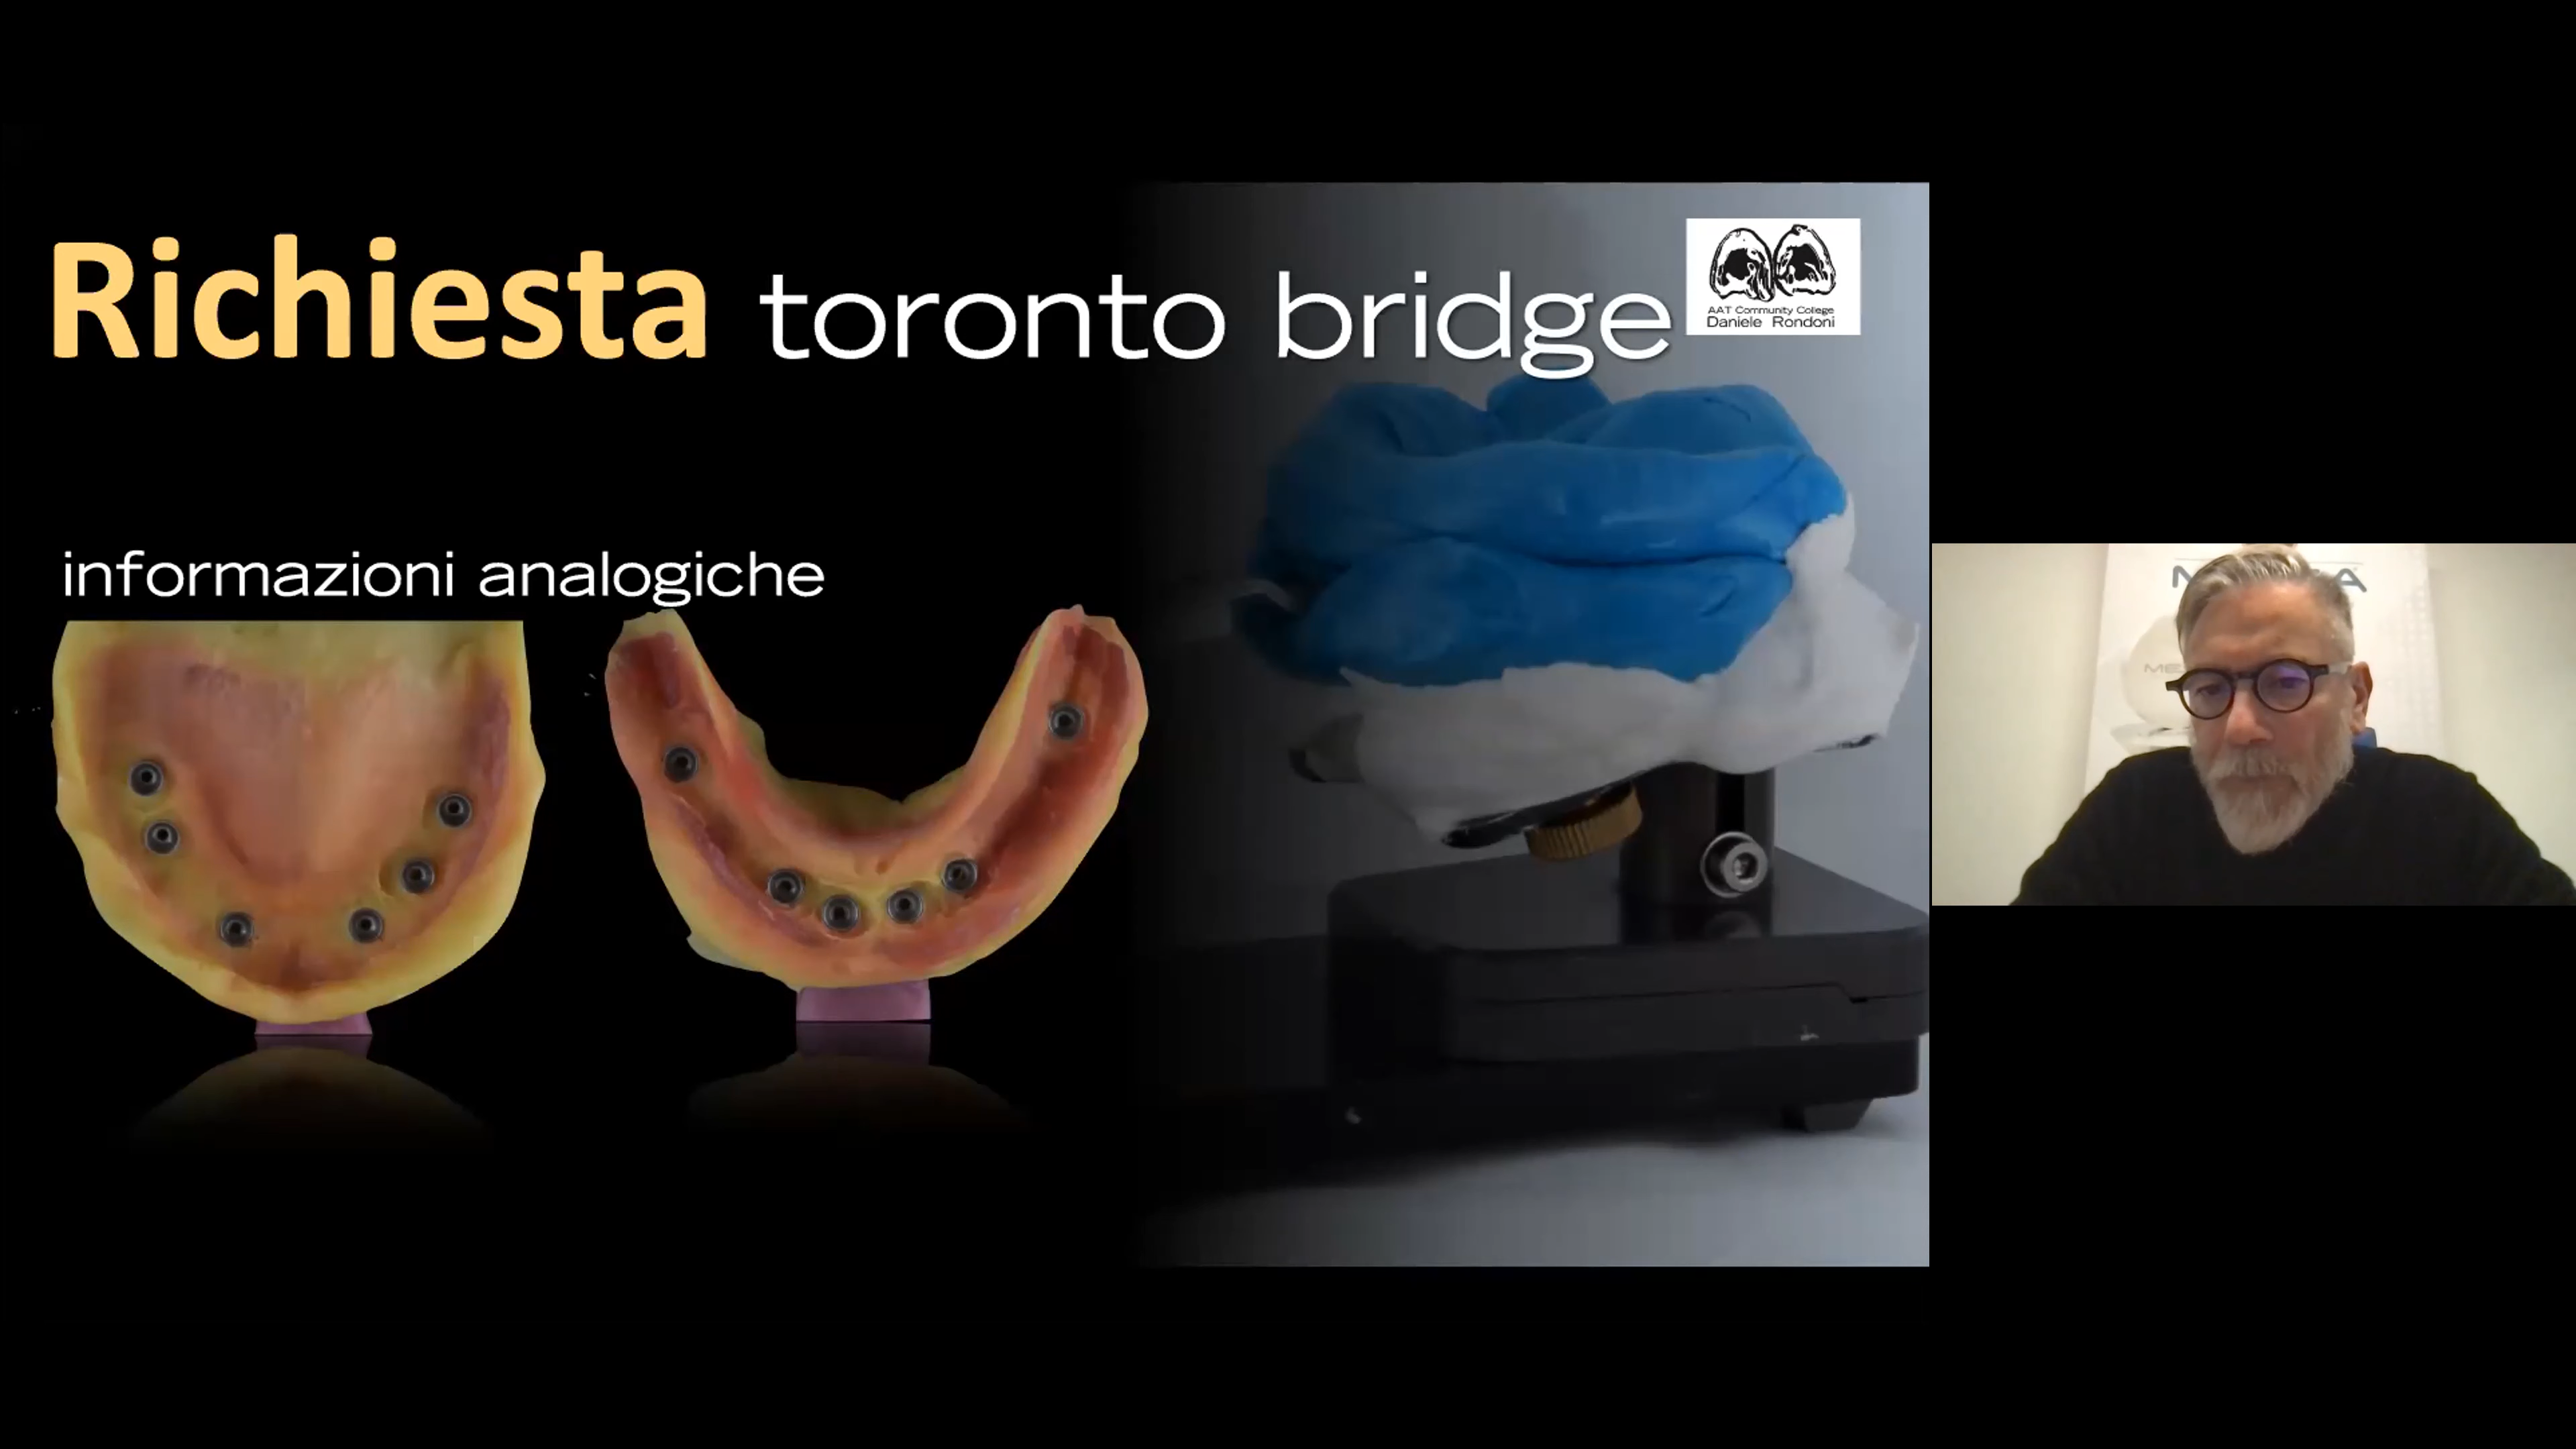 Richiesta toronto bridge
AAT Community College
Daniele Rondoni
informazioni analogiche